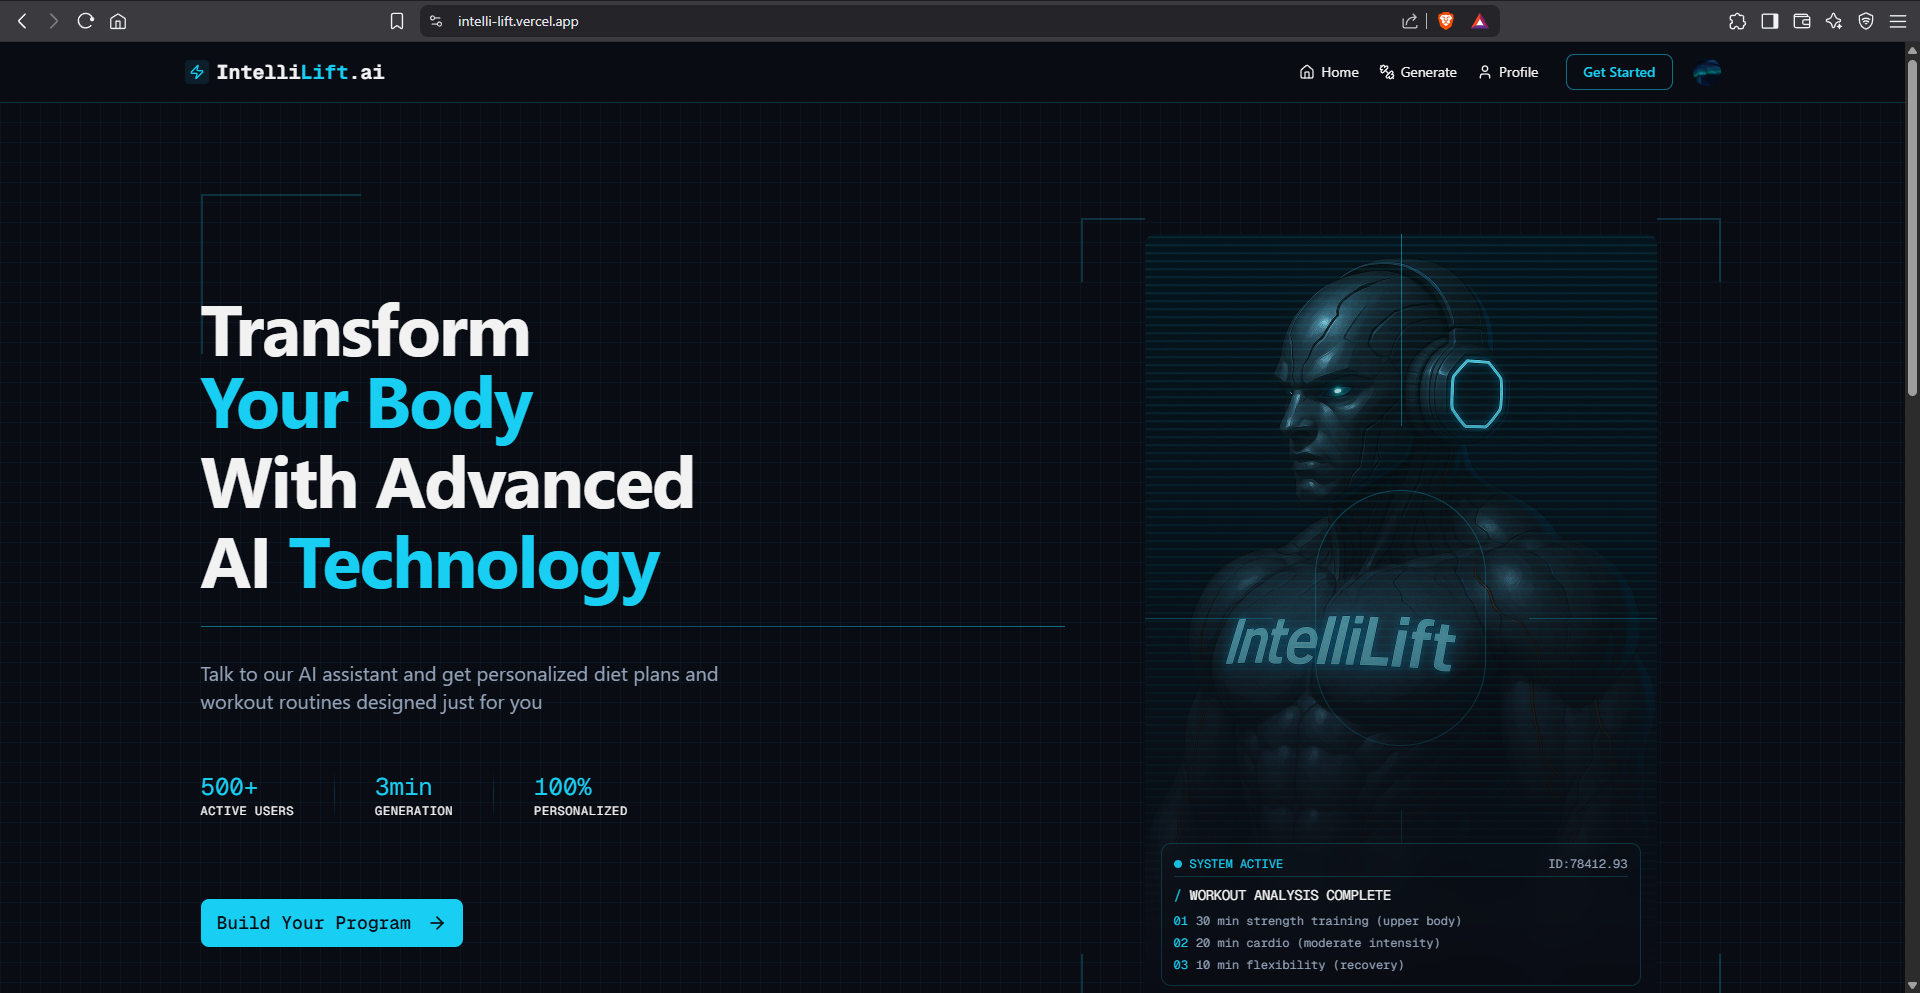 intelli-lift.vercel.app
IntelliLift.ai
Home
Generate
Profile
Get Started
Transform
Your Body
With Advanced
AI Technology
Talk to our AI assistant and get personalized diet plans and
workout routines designed just for you
500+
ACTIVE USERS
3min
GENERATION
100%
PERSONALIZED
Build Your Program
IntelliLift
SYSTEM ACTIVE
ID:78412.93
/ WORKOUT ANALYSIS COMPLETE
01 30 min strength training (upper body)
02 20 min cardio (moderate intensity)
03 10 min flexibility (recovery)